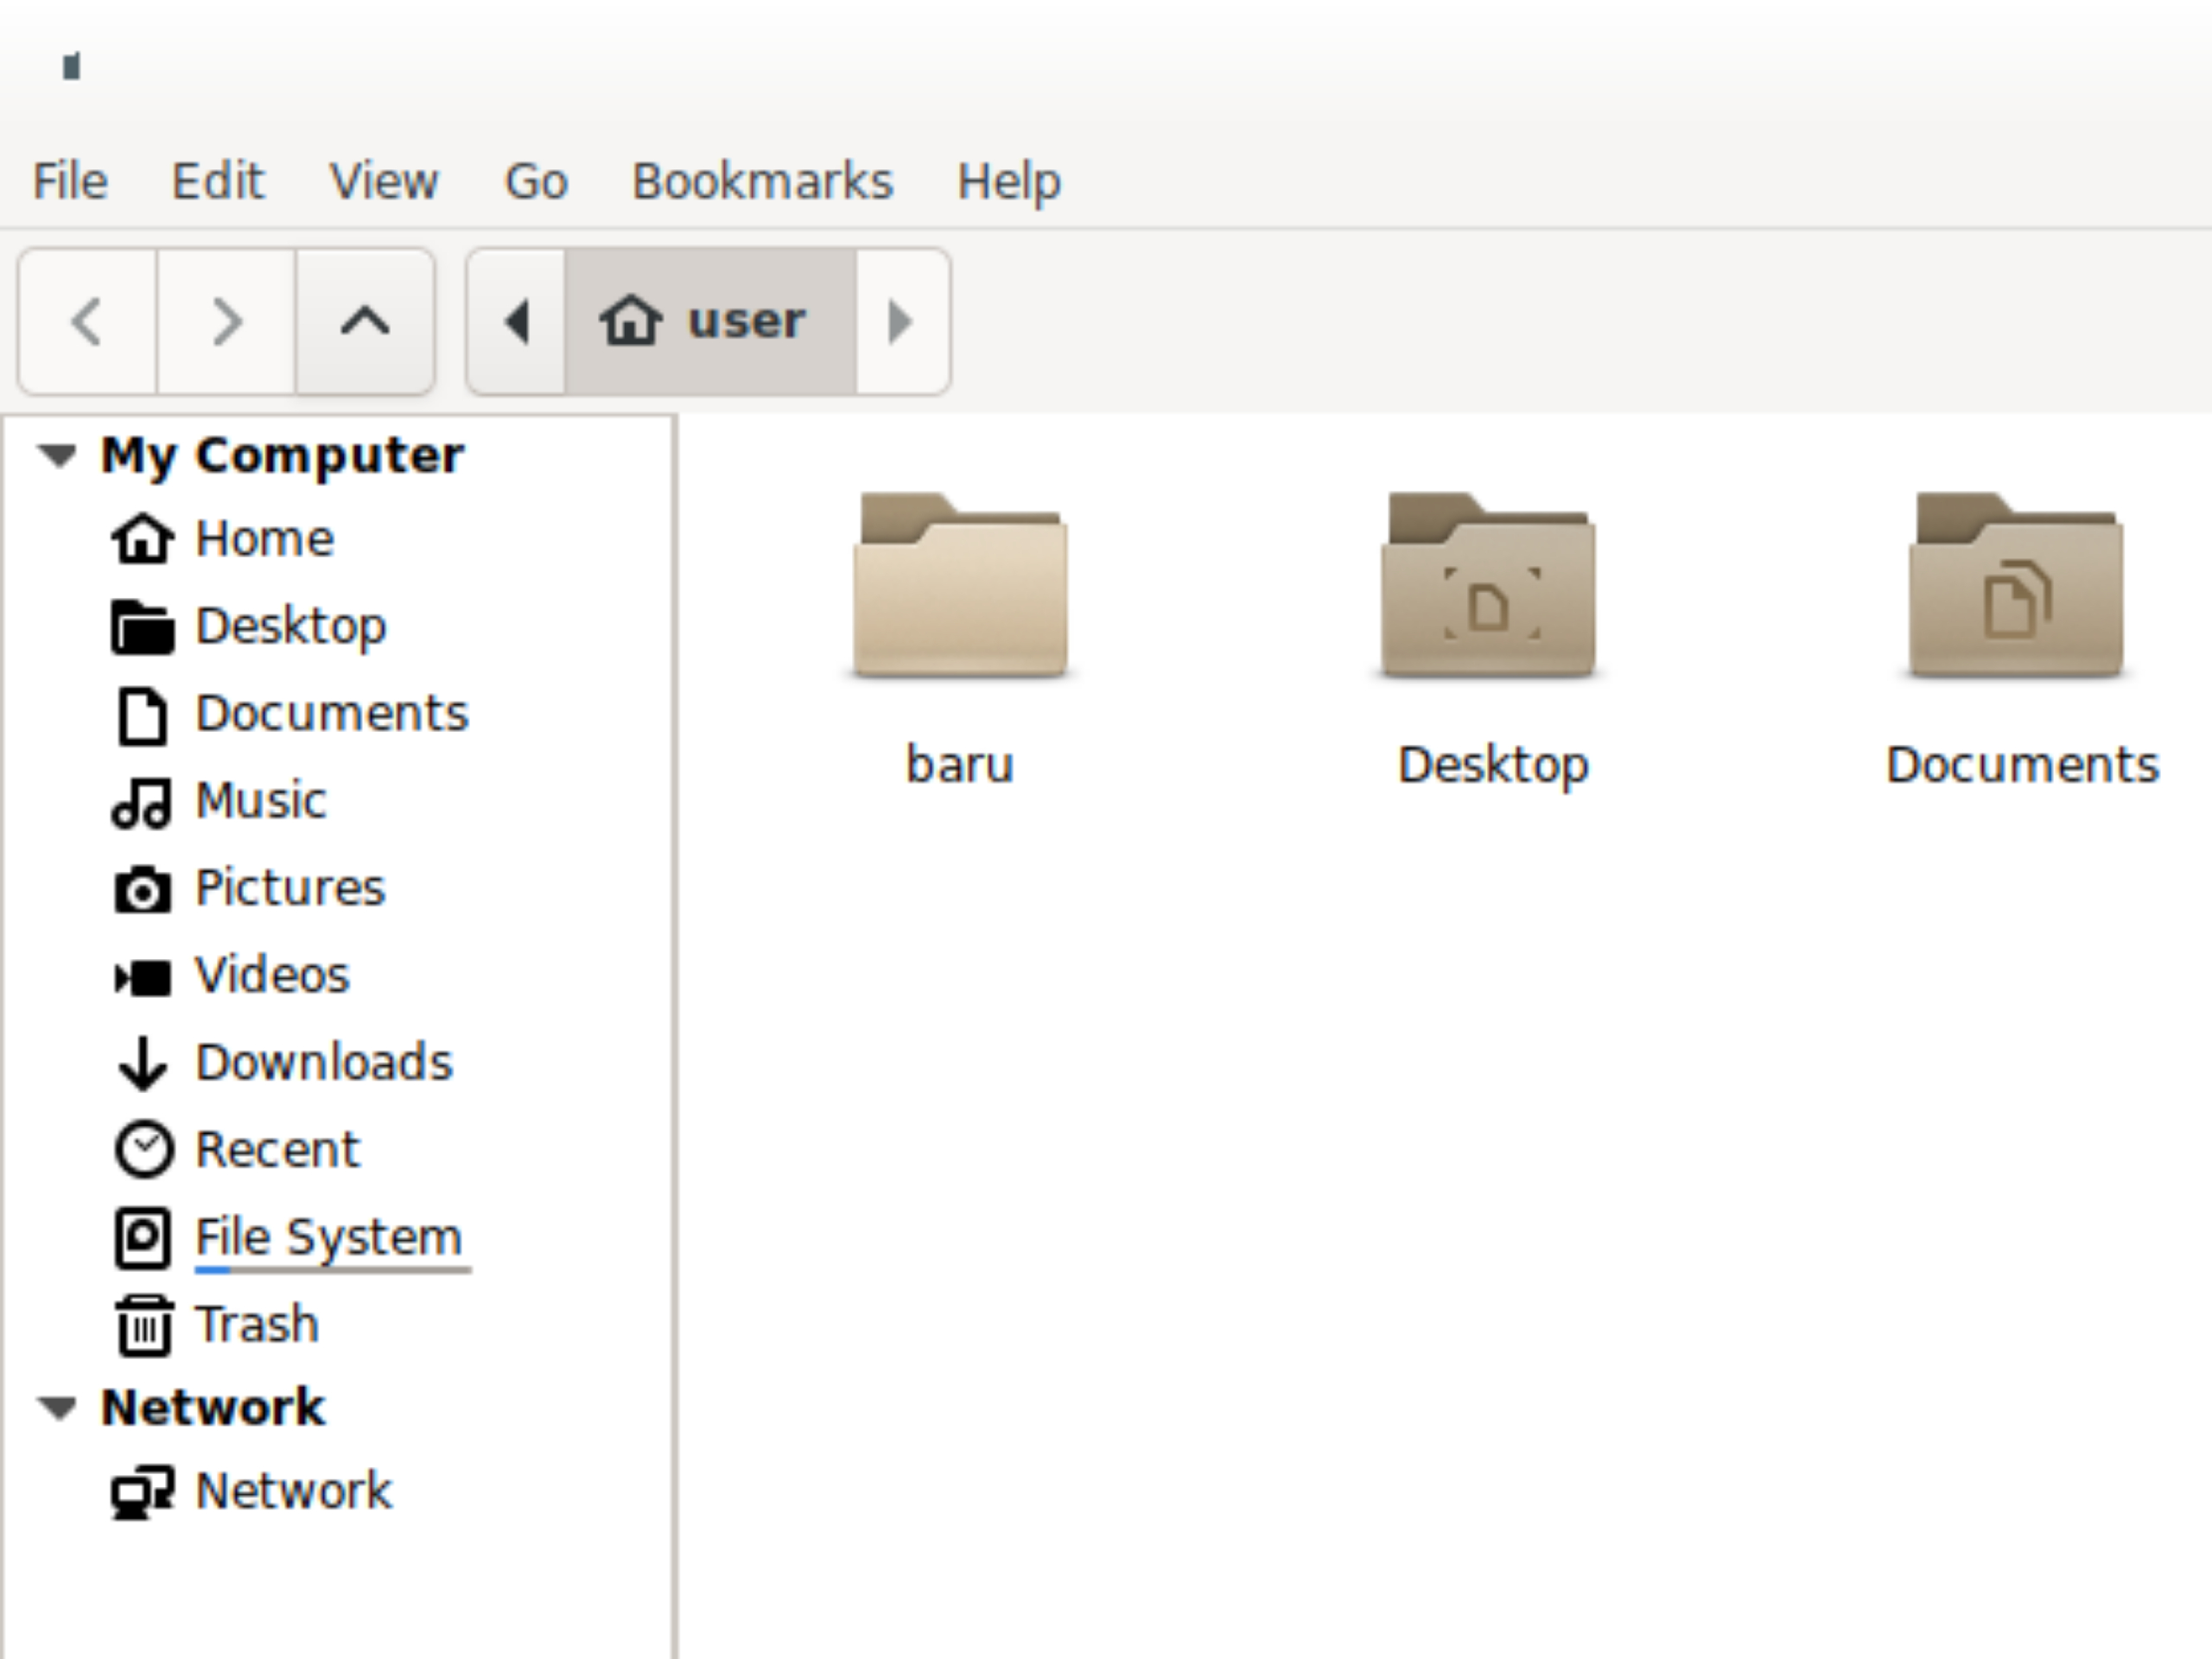 File Edit View Go Bookmarks Help
user
My Computer
Home
Desktop
Documents
Music
Pictures
Videos
Downloads
Recent
File System
Trash
Network
Network
baru Desktop Documents